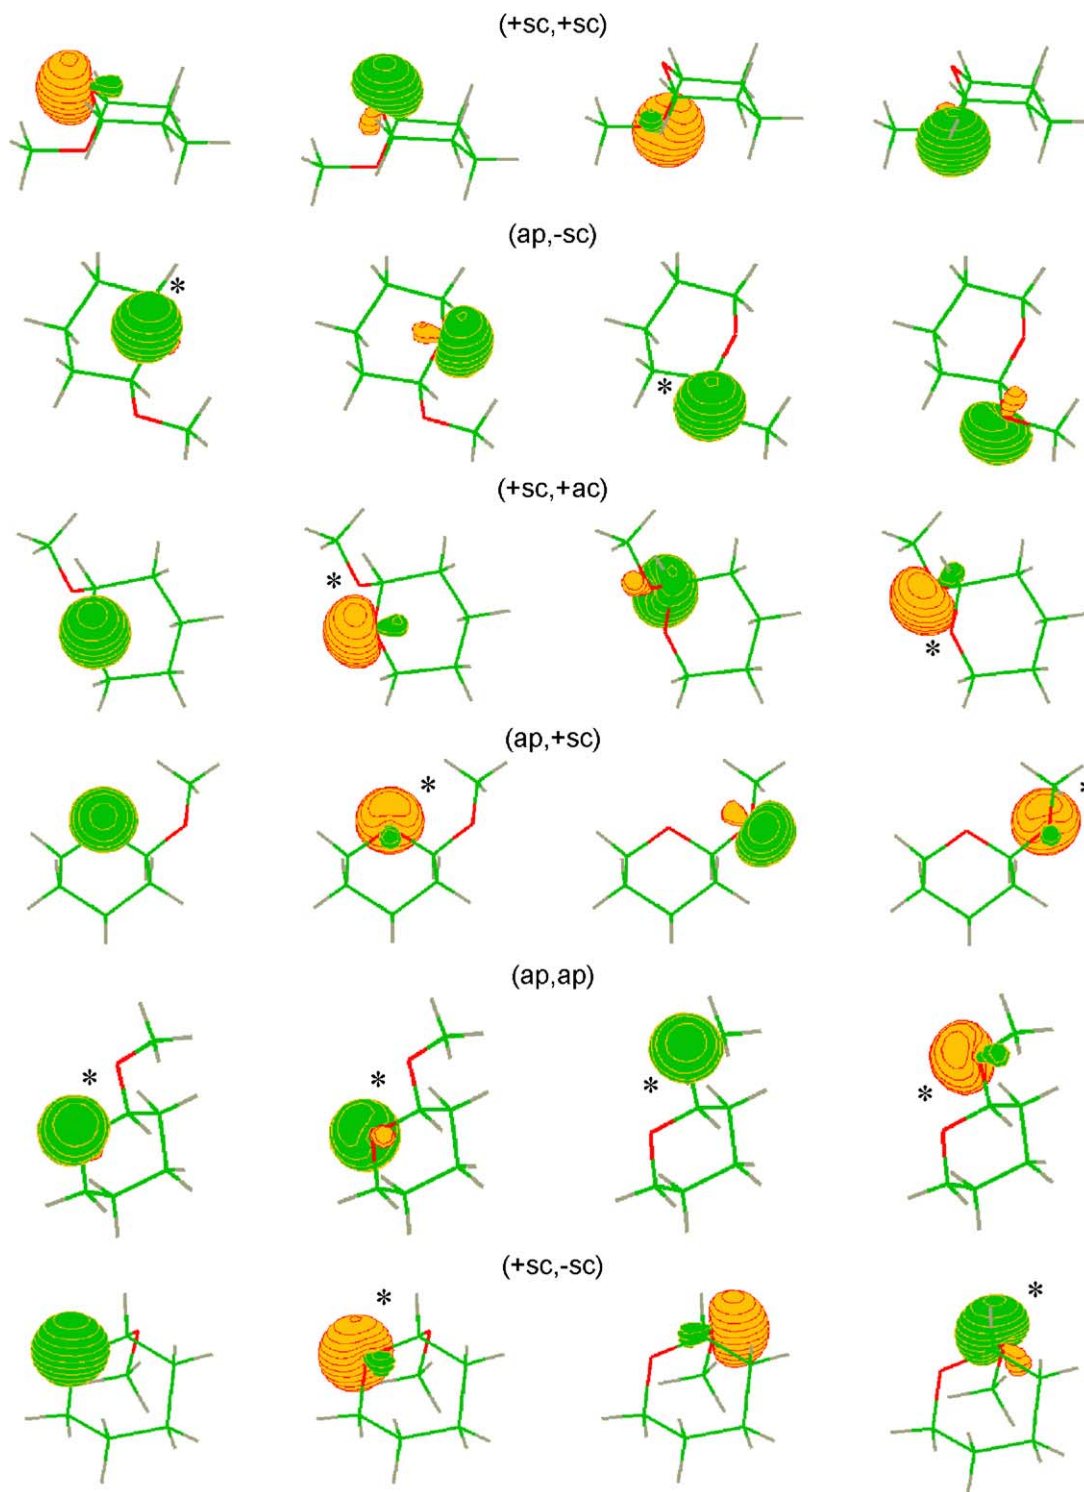 (+sc,+sc)
(ap,-sc)
*
*
(+sc,+ac)
*
*
(ap,+sc)
*
*
(ap,ap)
*
*
*
*
(+sc,-sc)
*
*